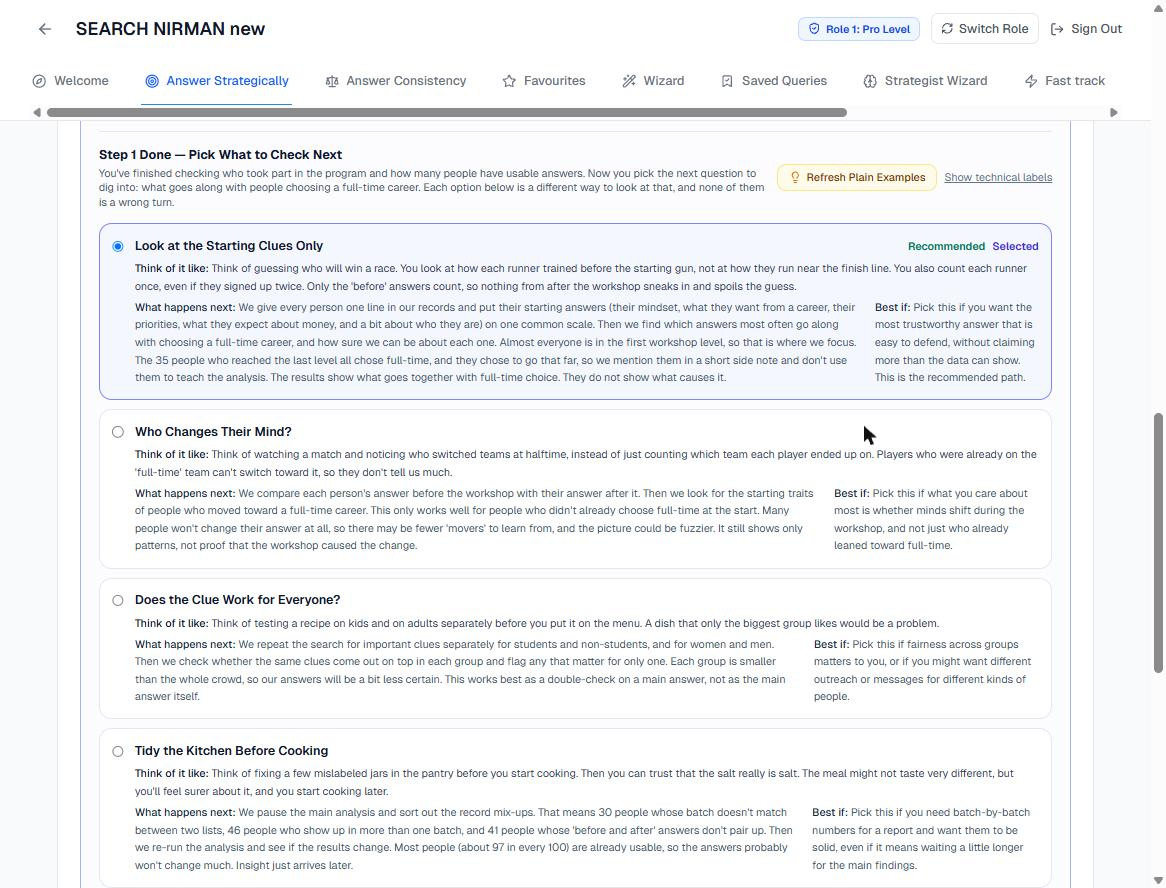 SEARCH NIRMAN new
Role 1: Pro Level
Switch Role
Sign Out
Welcome
Answer Strategically
Answer Consistency
Favourites
Wizard
Saved Queries
Strategist Wizard
Fast track
Step 1 Done — Pick What to Check Next
You've finished checking who took part in the program and how many people have usable answers. Now you pick the next question to
dig into: what goes along with people choosing a full-time career. Each option below is a different way to look at that, and none of them
is a wrong turn.
Refresh Plain Examples
Show technical labels
Look at the Starting Clues Only
Recommended
Selected
Think of it like: Think of guessing who will win a race. You look at how each runner trained before the starting gun, not at how they run near the finish line. You also count each runner
once, even if they signed up twice. Only the 'before' answers count, so nothing from after the workshop sneaks in and spoils the guess.
What happens next: We give every person one line in our records and put their starting answers (their mindset, what they want from a career, their
priorities, what they expect about money, and a bit about who they are) on one common scale. Then we find which answers most often go along
with choosing a full-time career, and how sure we can be about each one. Almost everyone is in the first workshop level, so that is where we focus.
The 35 people who reached the last level all chose full-time, and they chose to go that far, so we mention them in a short side note and don't use
them to teach the analysis. The results show what goes together with full-time choice. They do not show what causes it.
Best if: Pick this if you want the
most trustworthy answer that is
easy to defend, without claiming
more than the data can show.
This is the recommended path.
Who Changes Their Mind?
Think of it like: Think of watching a match and noticing who switched teams at halftime, instead of just counting which team each player ended up on. Players who were already on the
'full-time' team can't switch toward it, so they don't tell us much.
What happens next: We compare each person's answer before the workshop with their answer after it. Then we look for the starting traits
of people who moved toward a full-time career. This only works well for people who didn't already choose full-time at the start. Many
people won't change their answer at all, so there may be fewer 'movers' to learn from, and the picture could be fuzzier. It still shows only
patterns, not proof that the workshop caused the change.
Best if: Pick this if what you care about
most is whether minds shift during the
workshop, and not just who already
leaned toward full-time.
Does the Clue Work for Everyone?
Think of it like: Think of testing a recipe on kids and on adults separately before you put it on the menu. A dish that only the biggest group likes would be a problem.
What happens next: We repeat the search for important clues separately for students and non-students, and for women and men.
Then we check whether the same clues come out on top in each group and flag any that matter for only one. Each group is smaller
than the whole crowd, so our answers will be a bit less certain. This works best as a double-check on a main answer, not as the main
answer itself.
Best if: Pick this if fairness across groups
matters to you, or if you might want different
outreach or messages for different kinds of
people.
Tidy the Kitchen Before Cooking
Think of it like: Think of fixing a few mislabeled jars in the pantry before you start cooking. Then you can trust that the salt really is salt. The meal might not taste very different, but
you'll feel surer about it, and you start cooking later.
What happens next: We pause the main analysis and sort out the record mix-ups. That means 30 people whose batch doesn't match
between two lists, 46 people who show up in more than one batch, and 41 people whose 'before and after' answers don't pair up. Then
we re-run the analysis and see if the results change. Most people (about 97 in every 100) are already usable, so the answers probably
won't change much. Insight just arrives later.
Best if: Pick this if you need batch-by-batch
numbers for a report and want them to be
solid, even if it means waiting a little longer
for the main findings.